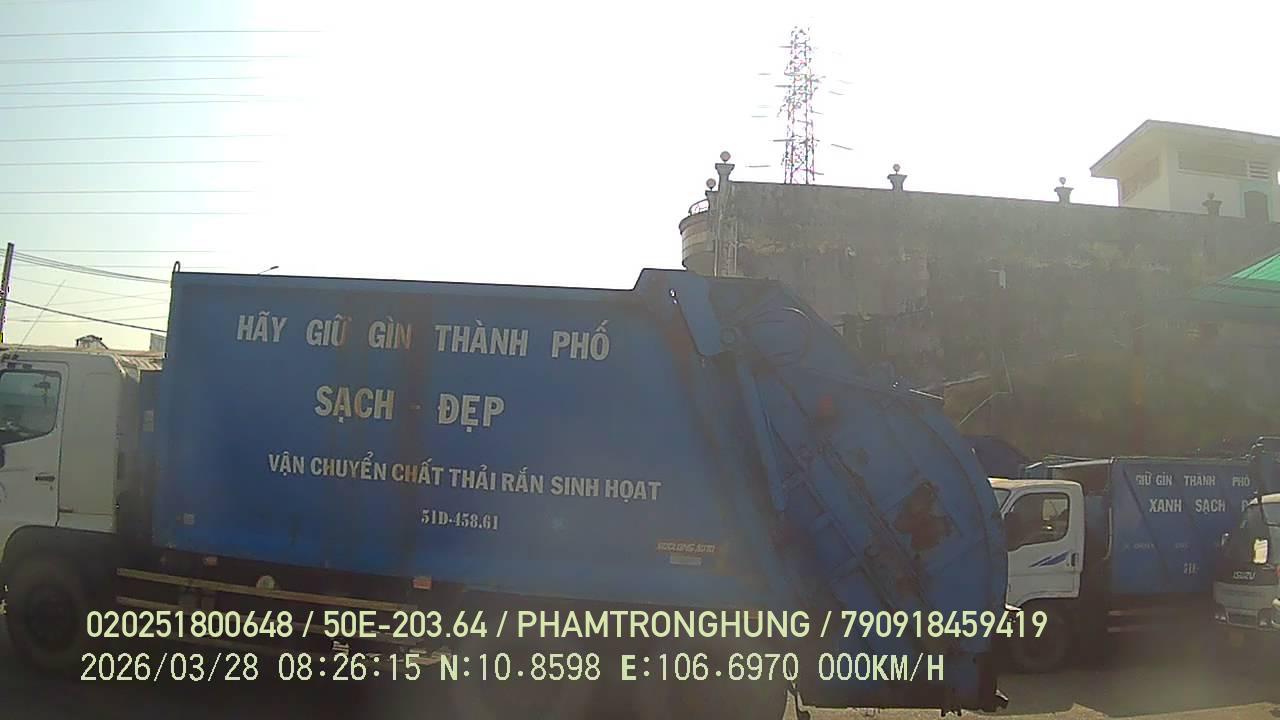 HÃY GIỮ GÌN THÀNH PHỐ
SẠCH - ĐẸP
VẬN CHUYỂN CHẤT THẢI RẮN SINH HOẠT
51D-458.61
GIỮ GÌN THÀNH PHỐ
XANH SẠCH
51D-
ISUZU
020251800648 / 50E-203.64 / PHAMTRONGHUNG / 790918459419
2026/03/28 08:26:15 N:10.8598 E:106.6970 000KM/H